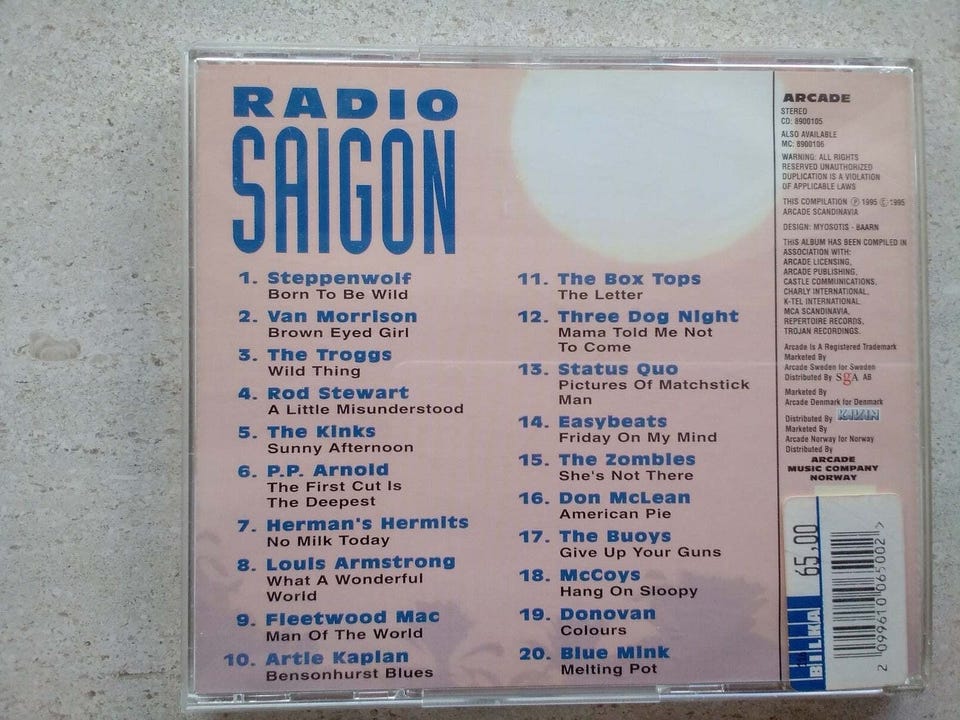 RADIO
SAIGON
1. Steppenwolf
Born To Be Wild
2. Van Morrison
Brown Eyed Girl
3. The Troggs
Wild Thing
4. Rod Stewart
A Little Misunderstood
5. The Kinks
Sunny Afternoon
6. P.P. Arnold
The First Cut Is
The Deepest
7. Herman's Hermits
No Milk Today
8. Louis Armstrong
What A Wonderful
World
9. Fleetwood Mac
Man Of The World
10. Artie Kaplan
Bensonhurst Blues
11. The Box Tops
The Letter
12. Three Dog Night
Mama Told Me Not
To Come
13. Status Quo
Pictures Of Matchstick
Man
14. Easybeats
Friday On My Mind
15. The Zombies
She's Not There
16. Don McLean
American Pie
17. The Buoys
Give Up Your Guns
18. McCoys
Hang On Sloopy
19. Donovan
Colours
20. Blue Mink
Melting Pot
ARCADE
STEREO
CD: 8900105
ALSO AVAILABLE
MC: 8900106
WARNING: ALL RIGHTS
RESERVED UNAUTHORIZED
DUPLICATION IS A VIOLATION
OF APPLICABLE LAWS
THIS COMPILATION Ⓟ 1995 © 1995
ARCADE SCANDINAVIA
DESIGN: MYOSOTIS - BAARN
THIS ALBUM HAS BEEN COMPILED IN
ASSOCIATION WITH:
ARCADE LICENSING,
ARCADE PUBLISHING,
CASTLE COMMUNICATIONS,
CHARLY INTERNATIONAL,
K-TEL INTERNATIONAL,
MCA SCANDINAVIA,
REPERTOIRE RECORDS,
TROJAN RECORDINGS.
Arcade Is A Registered Trademark
Marketed By
Arcade Sweden for Sweden
Distributed By SgA AB
Marketed By
Arcade Denmark for Denmark
Distributed By
Marketed By
Arcade Norway for Norway
Distributed By
ARCADE
MUSIC COMPANY
NORWAY
65,00
BILKA
2 099610 065002 >